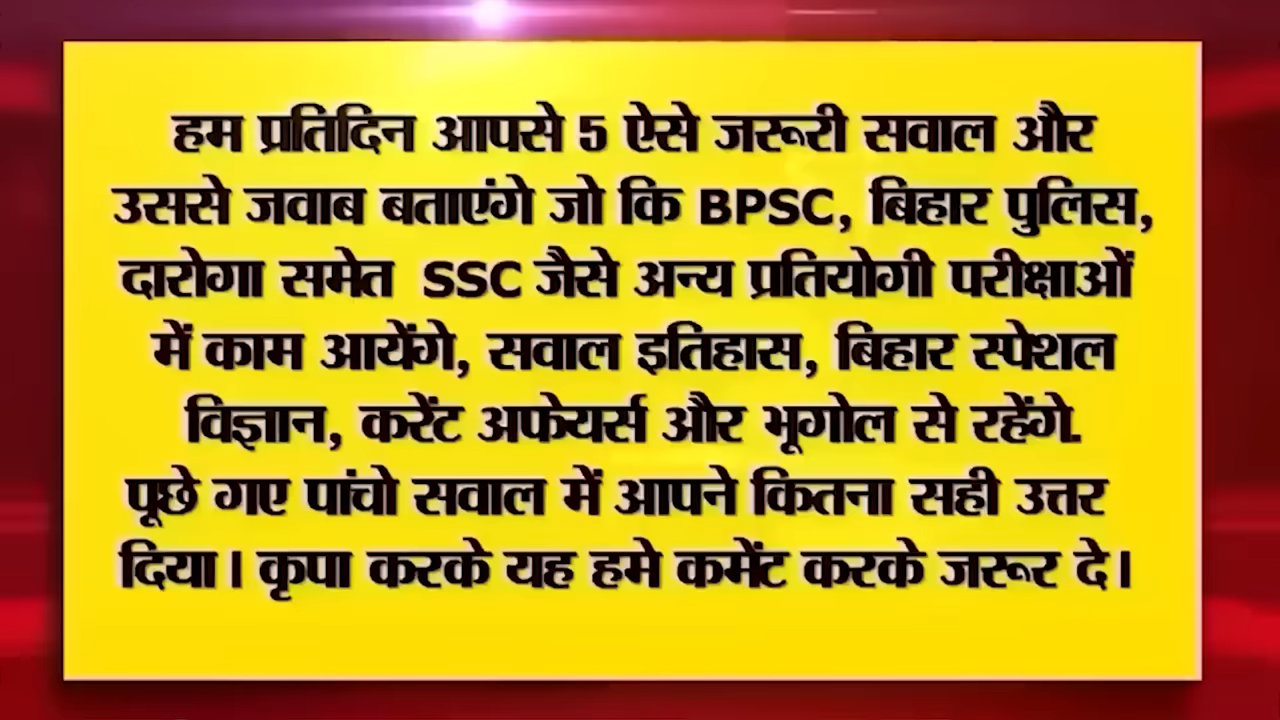 हम प्रतिदिन आपसे 5 ऐसे जरूरी सवाल और
उससे जवाब बताएंगे जो कि BPSC, बिहार पुलिस,
दारोगा समेत SSC जैसे अन्य प्रतियोगी परीक्षाओं
में काम आयेंगे, सवाल इतिहास, बिहार स्पेशल
विज्ञान, करेंट अफेयर्स और भूगोल से रहेंगे.
पूछे गए पांचो सवाल में आपने कितना सही उत्तर
दिया। कृपा करके यह हमे कमेंट करके जरूर दे।